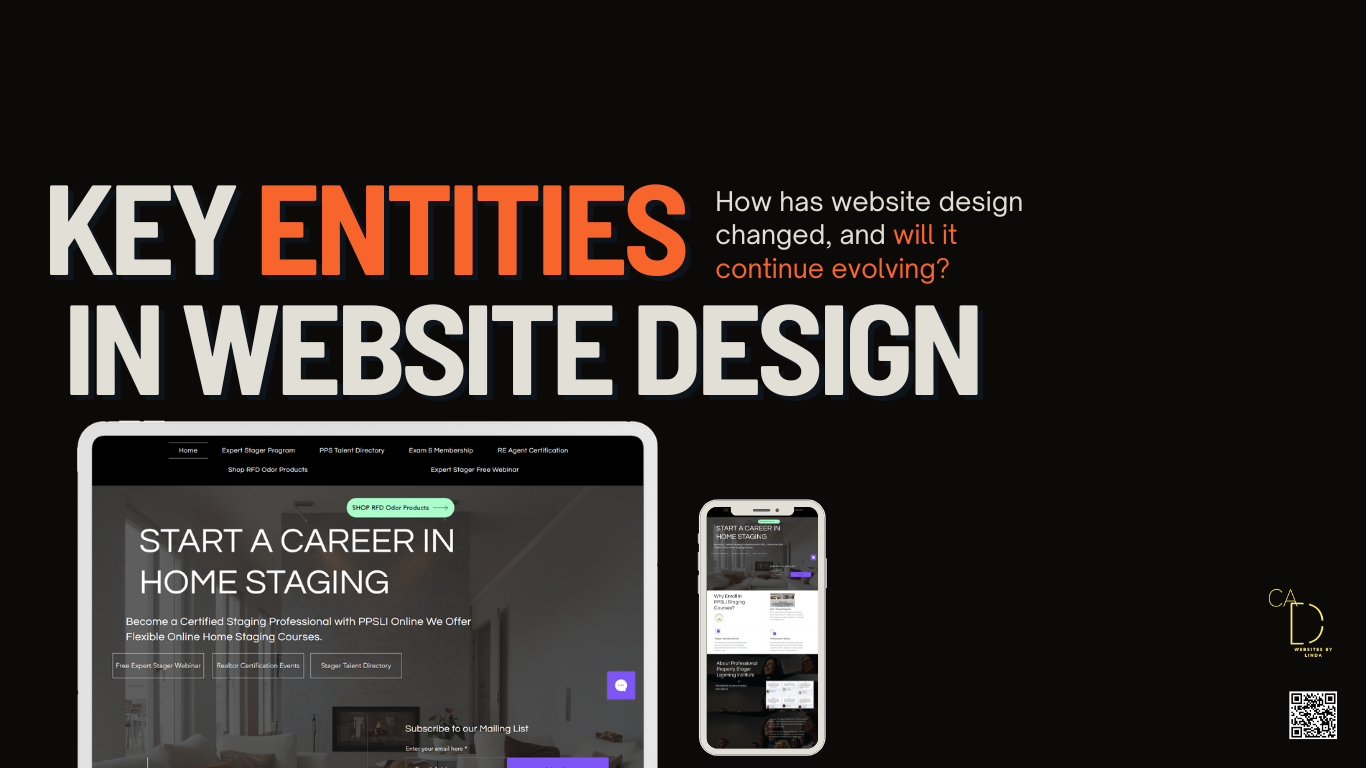 KEY ENTITIES
How has website design
changed, and will it
continue evolving?
IN WEBSITE DESIGN
Home
Expert Stager Program
PPS Talent Directory
Exam & Membership
RE Agent Certification
Shop RFD Odor Products
Expert Stager Free Webinar
SHOP RFD Odor Products
START A CAREER IN
HOME STAGING
Become a Certified Staging Professional with PPSLI Online We Offer
Flexible Online Home Staging Courses.
Free Expert Stager Webinar
Realtor Certification Events
Stager Talent Directory
Subscribe to our Mailing List
Enter your email here *
START A CAREER IN
HOME STAGING
Why Enroll in
PPSLI Staging
Courses?
About Professional
Property Stager
Learning Institute
CAD
WEBSITES BY
LINDA